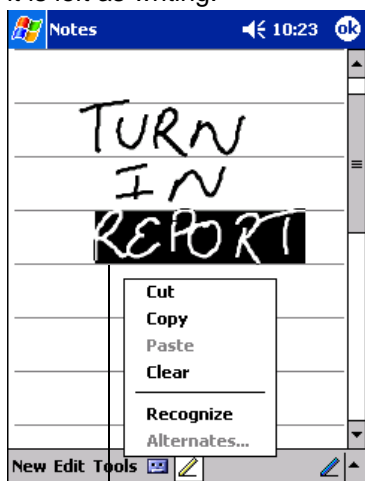 it is left as writing.
Notes 10:23 ok
TURN
IN
REPORT
Cut
Copy
Paste
Clear
Recognize
Alternates...
New Edit Tools